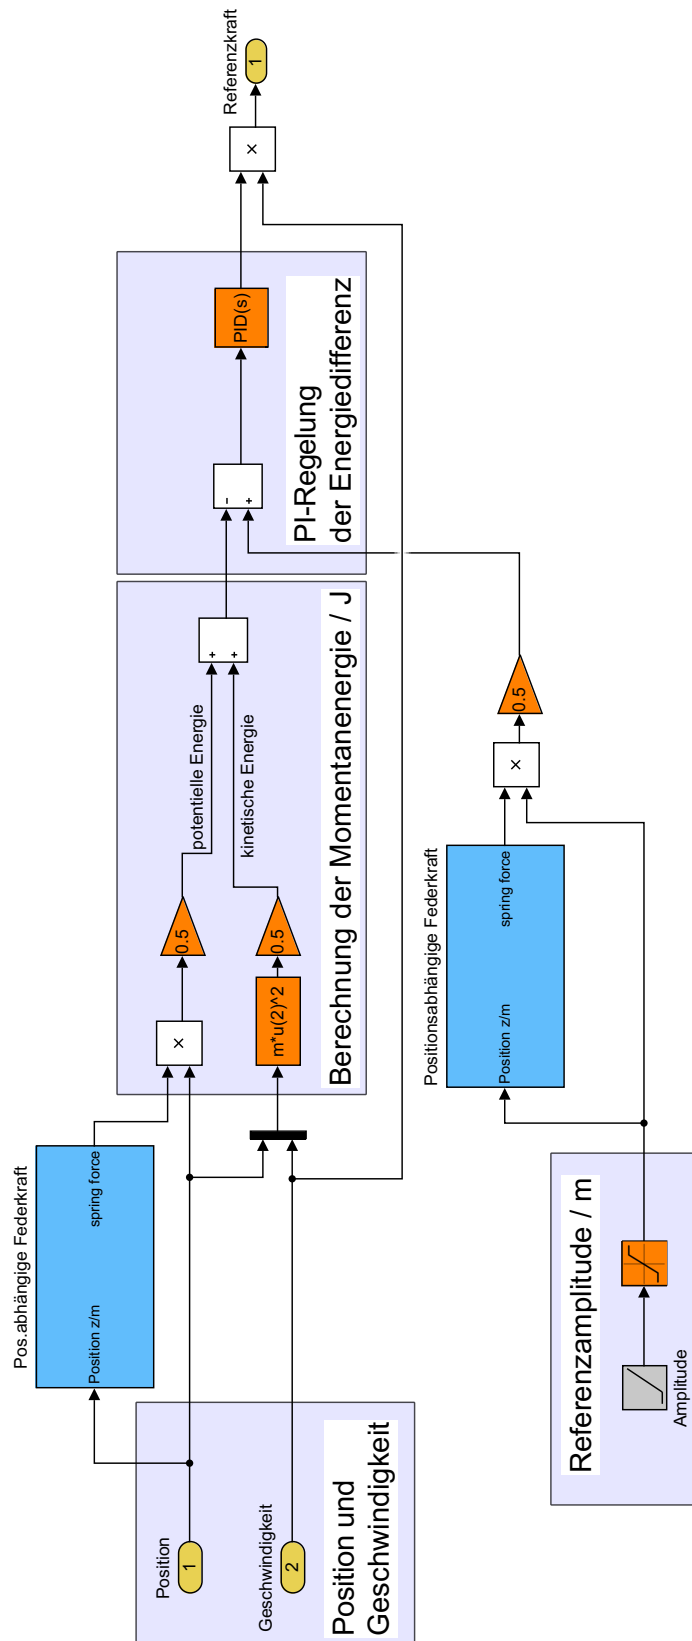 Pos.abhängige Federkraft
Position z/m
spring force
Position
1
Geschwindigkeit
2
Position und
Geschwindigkeit
×
0.5
potentielle Energie
m*u(2)^2
0.5
kinetische Energie
+
+
Berechnung der Momentanenergie / J
−
+
PID(s)
PI-Regelung
der Energiedifferenz
×
Referenzkraft
1
Positionsabhängige Federkraft
Position z/m
spring force
×
0.5
Referenzamplitude / m
Amplitude